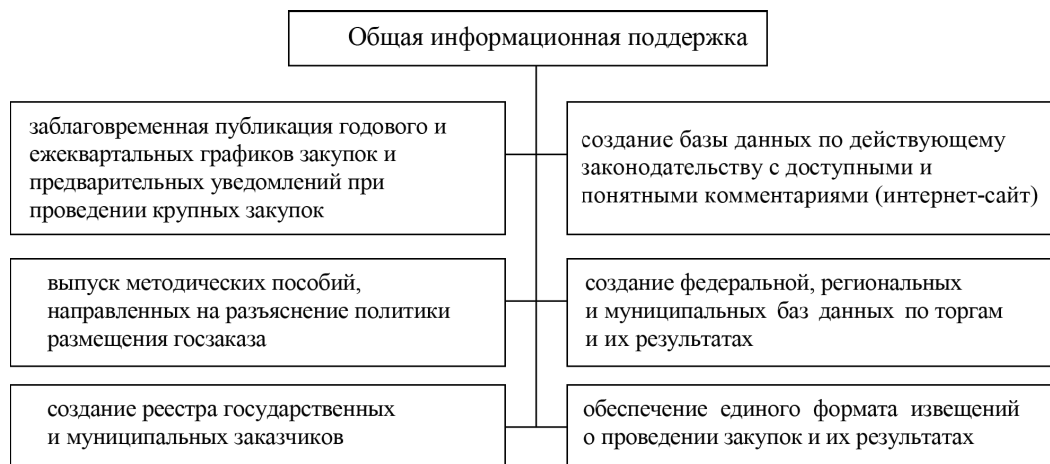 Общая информационная поддержка
заблаговременная публикация годового и
ежеквартальных графиков закупок и
предварительных уведомлений при
проведении крупных закупок
создание базы данных по действующему
законодательству с доступными и
понятными комментариями (интернет-сайт)
выпуск методических пособий,
направленных на разъяснение политики
размещения госзаказа
создание федеральной, региональных
и муниципальных баз данных по торгам
и их результатах
создание реестра государственных
и муниципальных заказчиков
обеспечение единого формата извещений
о проведении закупок и их результатах